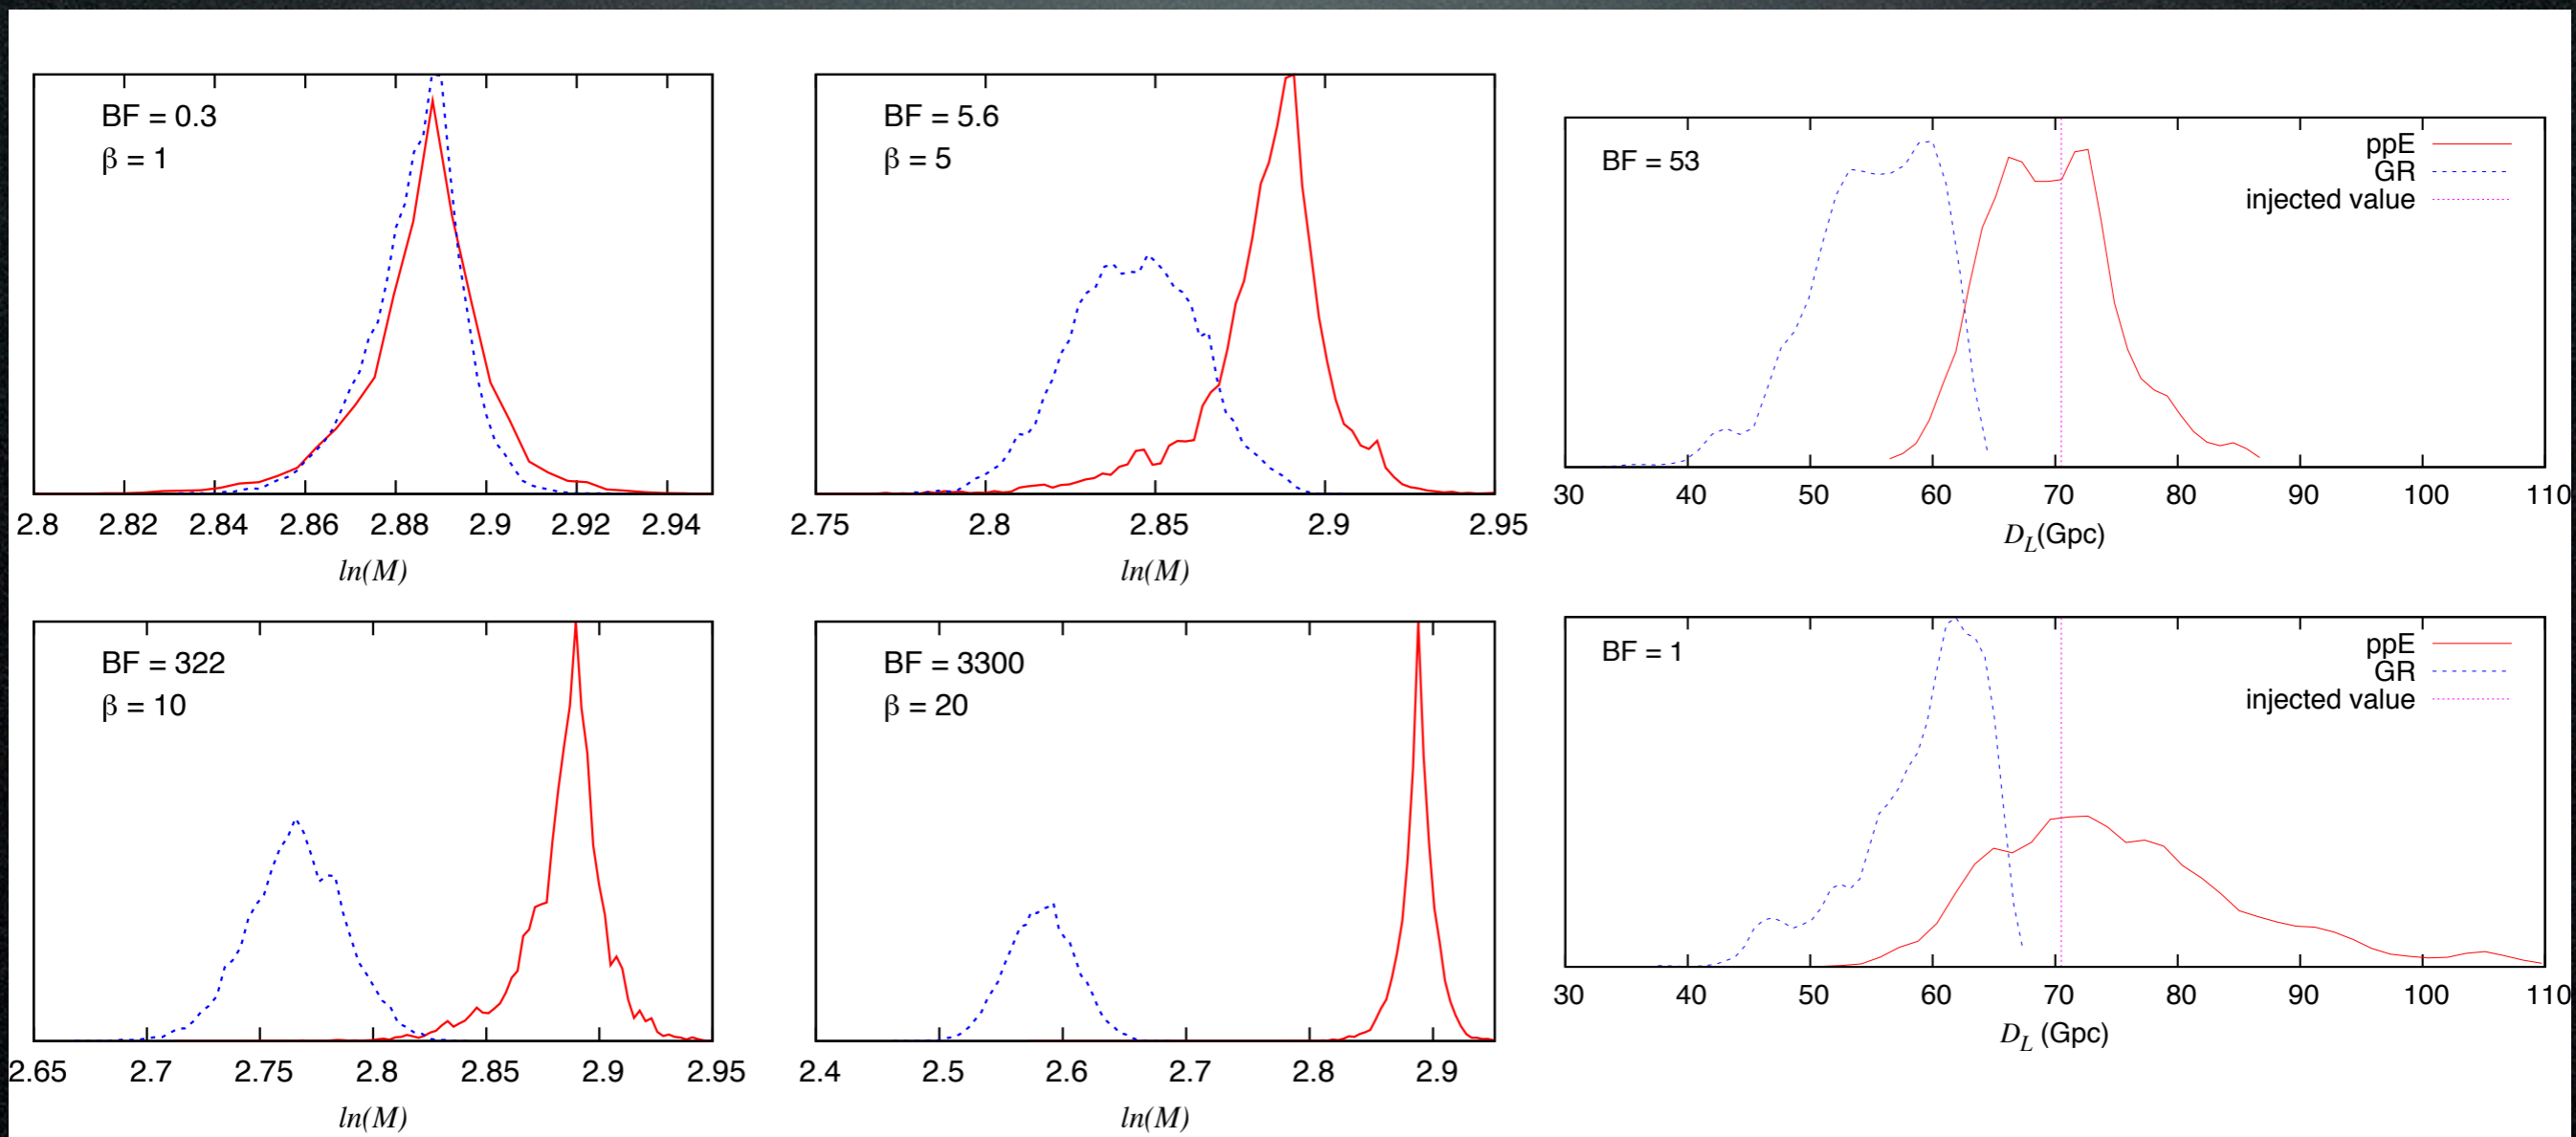 BF = 0.3
β = 1
2.8 2.82 2.84 2.86 2.88 2.9 2.92 2.94
ln(M)
BF = 5.6
β = 5
2.75 2.8 2.85 2.9 2.95
ln(M)
BF = 53
ppE
GR
injected value
30 40 50 60 70 80 90 100 110
D_L(Gpc)
BF = 322
β = 10
2.65 2.7 2.75 2.8 2.85 2.9 2.95
ln(M)
BF = 3300
β = 20
2.4 2.5 2.6 2.7 2.8 2.9
ln(M)
BF = 1
ppE
GR
injected value
30 40 50 60 70 80 90 100 110
D_L (Gpc)